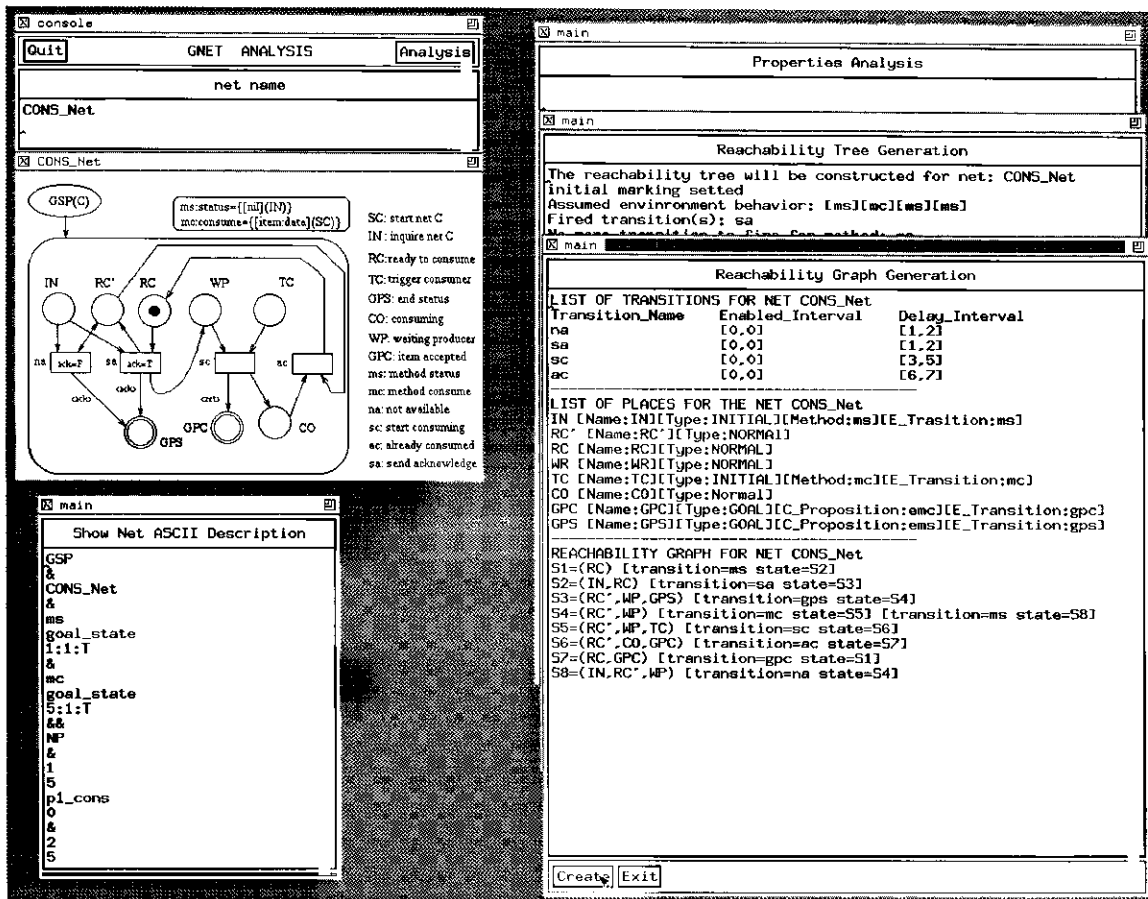 console
Quit GNET ANALYSIS Analysis
net name
CONS_Net
CONS_Net
GSP(C)
ms:status={[nil](IN)}
mc:consume={[item:data](SC)}
IN RC' RC WP TC
na ack=F sa ack=T sc ac
GPS GPC CO
SC: start net C
IN : inquire net C
RC:ready to consume
TC: trigger consumer
GPS: end status
CO: consuming
WP: waiting producer
GPC: item accepted
ms: method status
mc: method consume
na: not available
sc: start consuming
ac: already consumed
sa: send acknowledge
main
Show Net ASCII Description
GSP
&
CONS_Net
&
ms
goal_state
1:1:T
&
mc
goal_state
5:1:T
&&
NP
&
1
5
p1_cons
0
&
2
5
main
Properties Analysis
main
Reachability Tree Generation
The reachability tree will be constructed for net: CONS_Net
initial marking setted
Assumed envinronment behavior: [ms][mc][ms][ms]
Fired transition(s): sa
main
Reachability Graph Generation
LIST OF TRANSITIONS FOR NET CONS_Net
Transition_Name Enabled_Interval Delay_Interval
na [0,0] [1,2]
sa [0,0] [1,2]
sc [0,0] [3,5]
ac [0,0] [6,7]
LIST OF PLACES FOR THE NET CONS_Net
IN [Name:IN][Type:INITIAL][Method:ms][E_Trasition:ms]
RC' [Name:RC'][Type:NORMAl]
RC [Name:RC][Type:NORMAL]
WR [Name:WR][Type:NORMAL]
TC [Name:TC][Type:INITIAL][Method:mc][E_Transition:mc]
CO [Name:CO][Type:Normal]
GPC [Name:GPC][Type:GOAL][C_Proposition:emc][E_Transition:gpc]
GPS [Name:GPS][Type:GOAL][C_Proposition:ems][E_Transition:gps]
REACHABILITY GRAPH FOR NET CONS_Net
S1=(RC) [transition=ms state=S2]
S2=(IN,RC) [transition=sa state=S3]
S3=(RC',WP,GPS) [transition=gps state=S4]
S4=(RC',WP) [transition=mc state=S5] [transition=ms state=S8]
S5=(RC',WP,TC) [transition=sc state=S6]
S6=(RC',CO,GPC) [transition=ac state=S7]
S7=(RC,GPC) [transition=gpc state=S1]
S8=(IN,RC',WP) [transition=na state=S4]
Create Exit